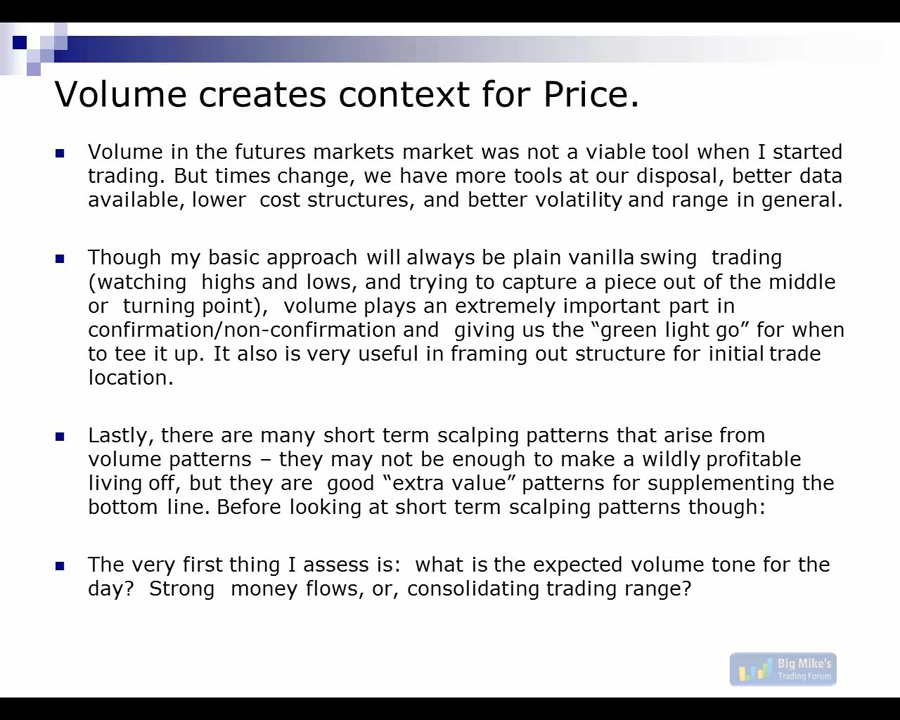 Volume creates context for Price.
Volume in the futures markets market was not a viable tool when I started
trading. But times change, we have more tools at our disposal, better data
available, lower cost structures, and better volatility and range in general.
Though my basic approach will always be plain vanilla swing trading
(watching highs and lows, and trying to capture a piece out of the middle
or turning point), volume plays an extremely important part in
confirmation/non-confirmation and giving us the “green light go” for when
to tee it up. It also is very useful in framing out structure for initial trade
location.
Lastly, there are many short term scalping patterns that arise from
volume patterns – they may not be enough to make a wildly profitable
living off, but they are good “extra value” patterns for supplementing the
bottom line. Before looking at short term scalping patterns though:
The very first thing I assess is: what is the expected volume tone for the
day? Strong money flows, or, consolidating trading range?
Big Mike's
Trading Forum